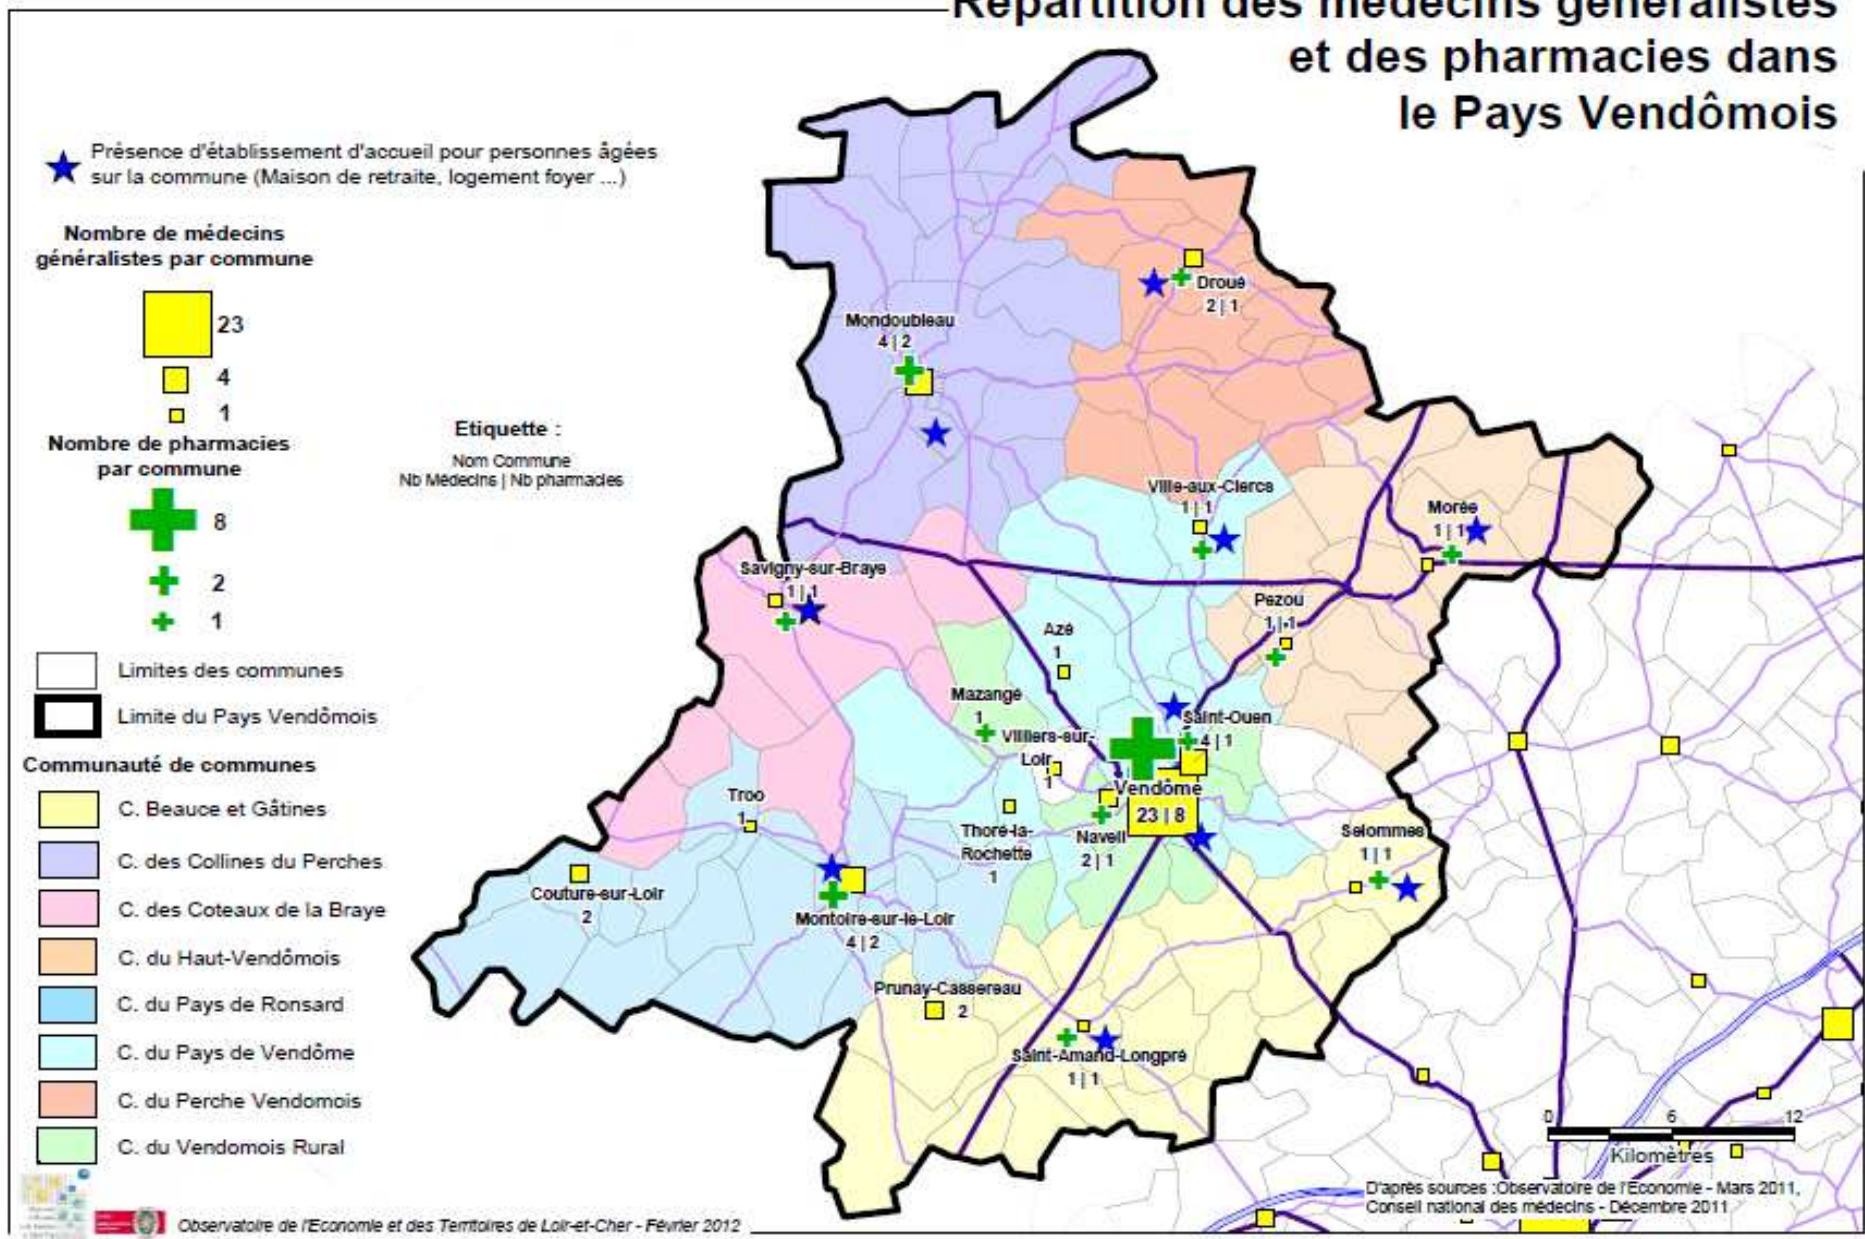 Répartition des médecins généralistes
et des pharmacies dans
le Pays Vendômois
Présence d'établissement d'accueil pour personnes âgées
sur la commune (Maison de retraite, logement foyer ...)
Nombre de médecins
généralistes par commune
23
4
1
Nombre de pharmacies
par commune
8
2
1
Etiquette :
Nom Commune
Nb Médecins | Nb pharmacies
Limites des communes
Limite du Pays Vendômois
Communauté de communes
C. Beauce et Gâtines
C. des Collines du Perches
C. des Coteaux de la Braye
C. du Haut-Vendômois
C. du Pays de Ronsard
C. du Pays de Vendôme
C. du Perche Vendomois
C. du Vendomois Rural
Droué
2 | 1
Mondoubleau
4 | 2
Ville-aux-Clercs
1 | 1
Morée
1 | 1
Savigny-sur-Braye
1 | 1
Pezou
1 | 1
Azé
1
Mazangé
1
Villiers-sur-
Loir
1
Saint-Ouen
4 | 1
Vendôme
23 | 8
Troo
1
Thoré-la-
Rochette
1
Naveil
2 | 1
Selommes
1 | 1
Couture-sur-Loir
2
Montoire-sur-le-Loir
4 | 2
Prunay-Cassereau
2
Saint-Amand-Longpré
1 | 1
0 6 12
Kilomètres
D'après sources :Observatoire de l'Economie - Mars 2011,
Conseil national des médecins - Décembre 2011
Observatoire de l'Economie et des Territoires de Loir-et-Cher - Février 2012